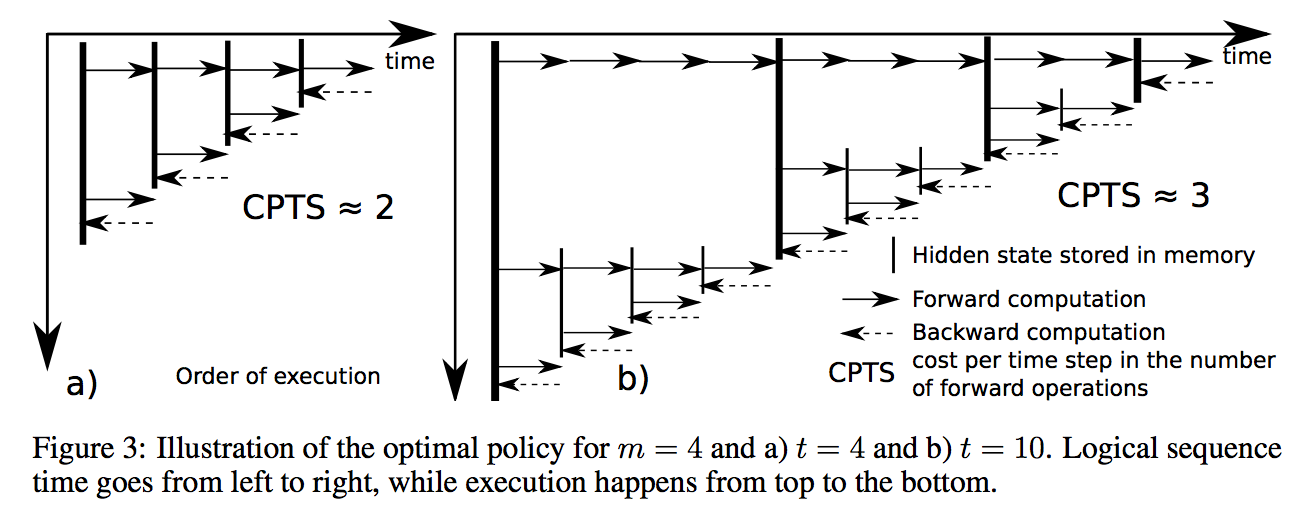 time
CPTS ≈ 2
a)
Order of execution
time
CPTS ≈ 3
Hidden state stored in memory
Forward computation
Backward computation
CPTS cost per time step in the number
of forward operations
b)
Figure 3: Illustration of the optimal policy for m = 4 and a) t = 4 and b) t = 10. Logical sequence
time goes from left to right, while execution happens from top to the bottom.